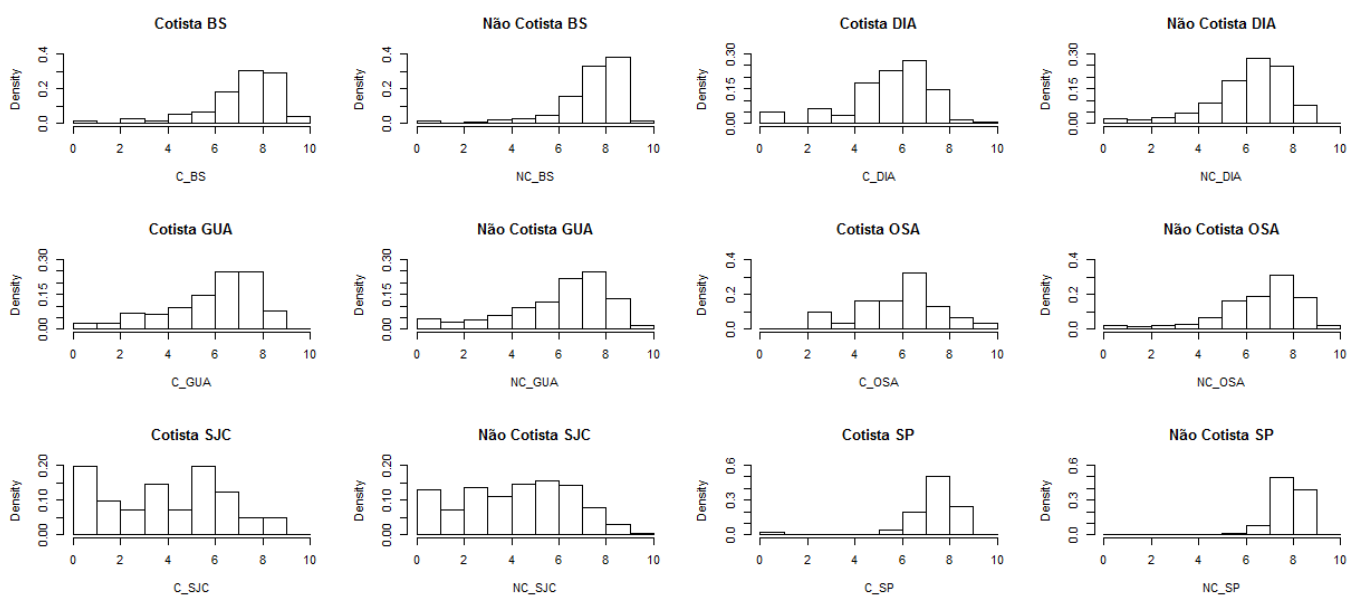 Cotista BS
Density
0.0 0.2 0.4
0 2 4 6 8 10
C_BS
Não Cotista BS
Density
0.0 0.2 0.4
0 2 4 6 8 10
NC_BS
Cotista DIA
Density
0.00 0.15 0.30
0 2 4 6 8 10
C_DIA
Não Cotista DIA
Density
0.00 0.15 0.30
0 2 4 6 8 10
NC_DIA
Cotista GUA
Density
0.00 0.15 0.30
0 2 4 6 8 10
C_GUA
Não Cotista GUA
Density
0.00 0.15 0.30
0 2 4 6 8 10
NC_GUA
Cotista OSA
Density
0.0 0.2 0.4
0 2 4 6 8 10
C_OSA
Não Cotista OSA
Density
0.0 0.2 0.4
0 2 4 6 8 10
NC_OSA
Cotista SJC
Density
0.00 0.10 0.20
0 2 4 6 8 10
C_SJC
Não Cotista SJC
Density
0.00 0.10 0.20
0 2 4 6 8 10
NC_SJC
Cotista SP
Density
0.0 0.3 0.6
0 2 4 6 8 10
C_SP
Não Cotista SP
Density
0.0 0.3 0.6
0 2 4 6 8 10
NC_SP